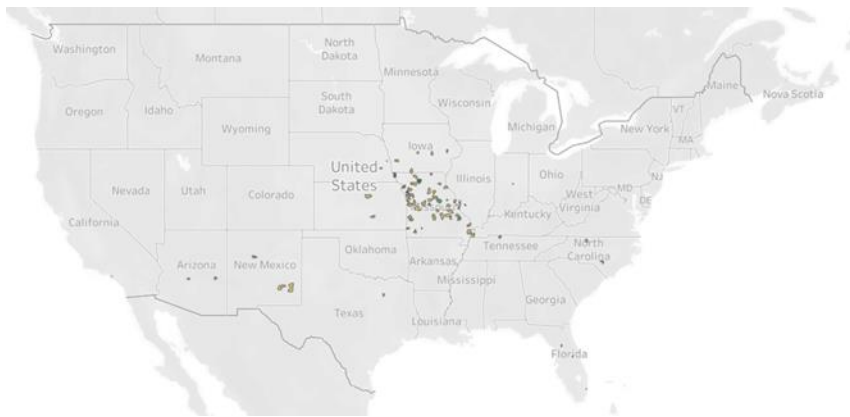 Washington
Montana
North
Dakota
Minnesota
Maine
Nova Scotia
Oregon
Idaho
South
Dakota
Wisconsin
Michigan
VT
New York
MA
Wyoming
Iowa
Nevada
Utah
Colorado
United
States
Illinois
Ohio
NJ
MD
DE
West
Virginia
Kentucky
California
Arizona
New Mexico
Oklahoma
Arkansas
Tennessee
North
Carolina
Mississippi
Texas
Louisiana
Georgia
Florida